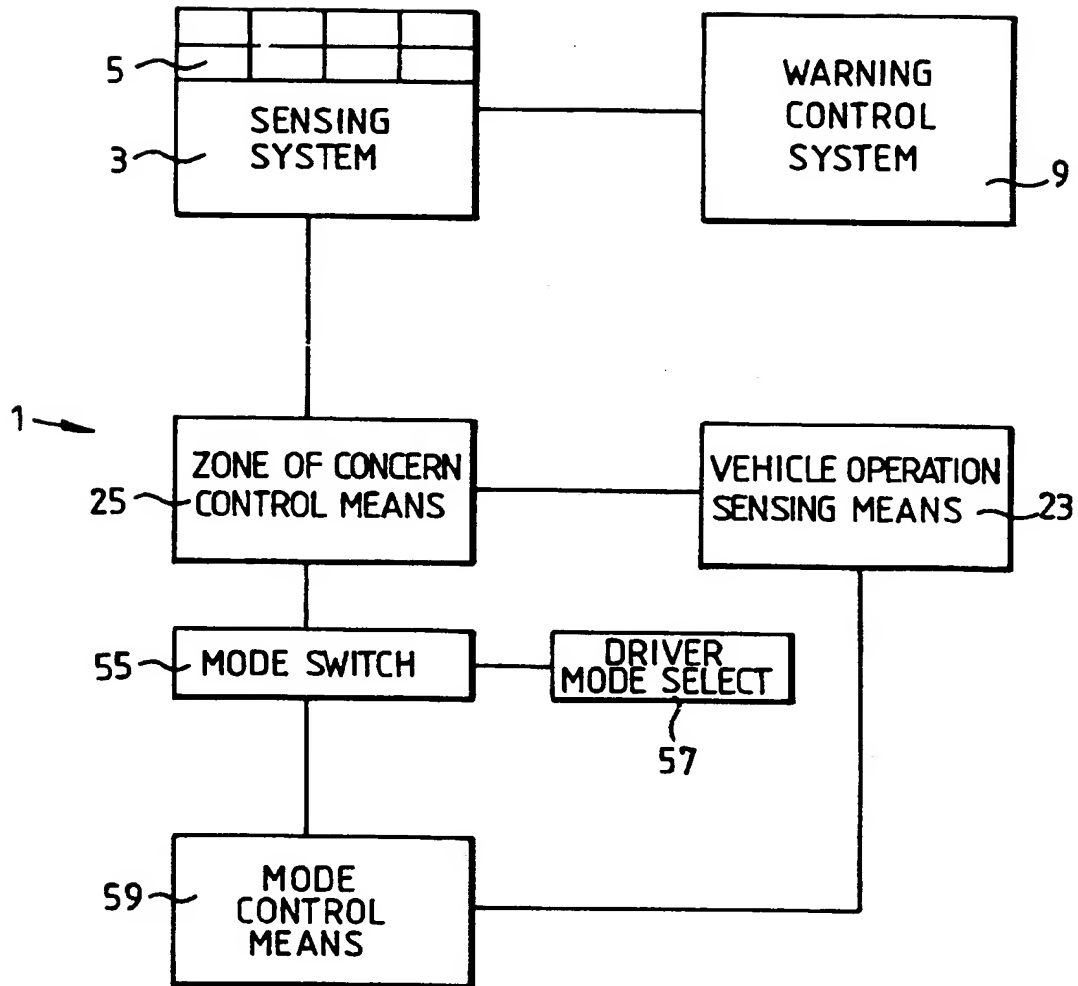 5
SENSING
SYSTEM
3
WARNING
CONTROL
SYSTEM
9
1
ZONE OF CONCERN
CONTROL MEANS
25
VEHICLE OPERATION
SENSING MEANS
23
55
MODE SWITCH
DRIVER
MODE SELECT
57
59
MODE
CONTROL
MEANS